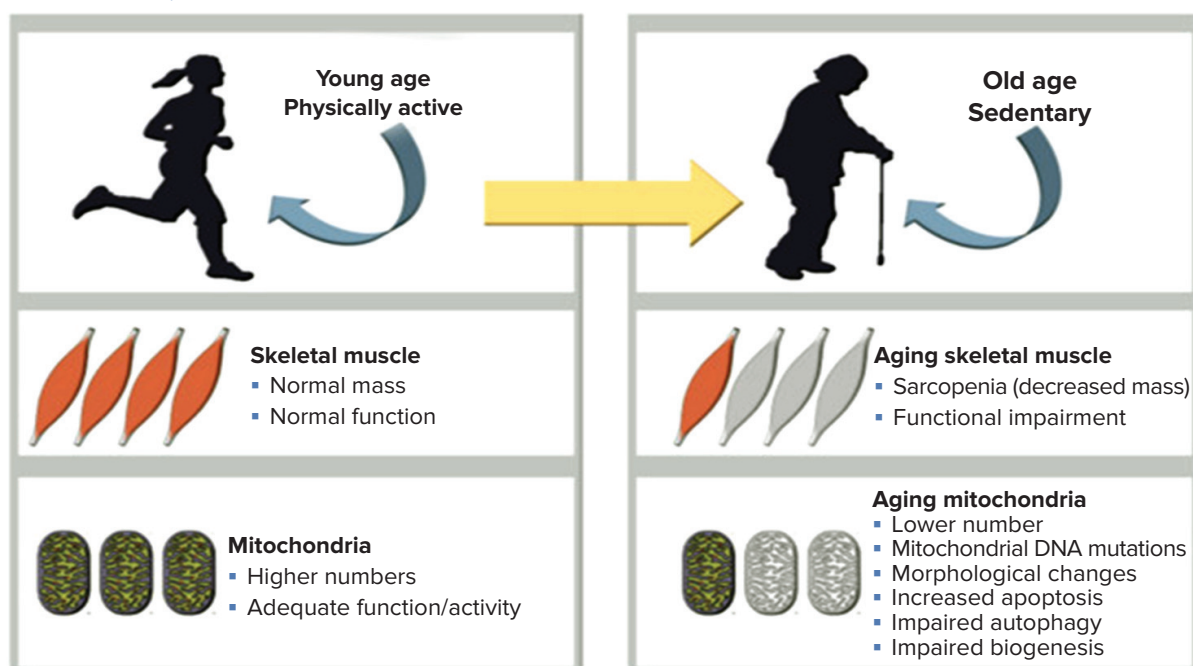 Young age
Physically active
Old age
Sedentary
Skeletal muscle
▪ Normal mass
▪ Normal function
Aging skeletal muscle
▪ Sarcopenia (decreased mass)
▪ Functional impairment
Mitochondria
▪ Higher numbers
▪ Adequate function/activity
Aging mitochondria
▪ Lower number
▪ Mitochondrial DNA mutations
▪ Morphological changes
▪ Increased apoptosis
▪ Impaired autophagy
▪ Impaired biogenesis